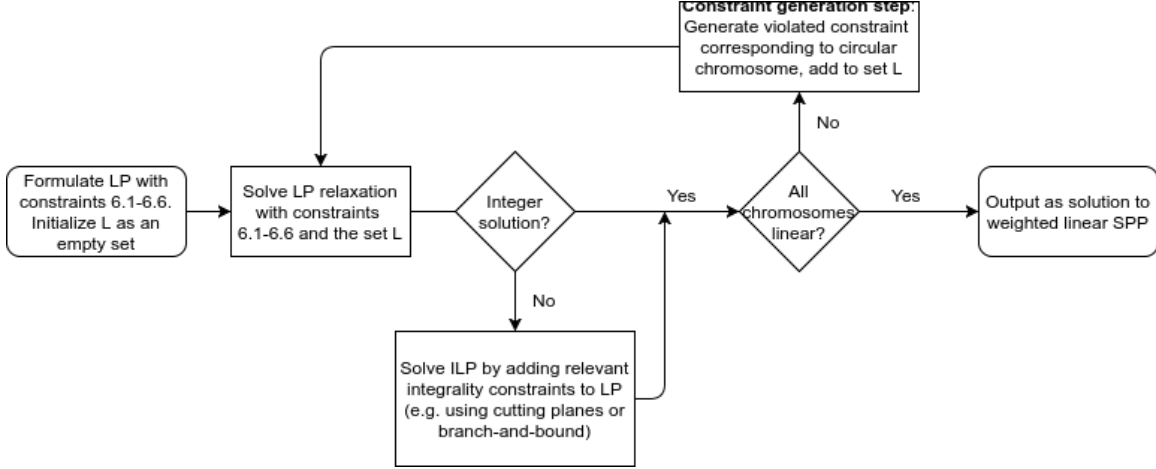 Constraint generation step:
Generate violated constraint
corresponding to circular
chromosome, add to set L
No
Formulate LP with
constraints 6.1-6.6.
Initialize L as an
empty set
Solve LP relaxation
with constraints
6.1-6.6 and the set L
Integer
solution?
Yes
All
chromosomes
linear?
Yes
Output as solution to
weighted linear SPP
No
Solve ILP by adding relevant
integrality constraints to LP
(e.g. using cutting planes or
branch-and-bound)